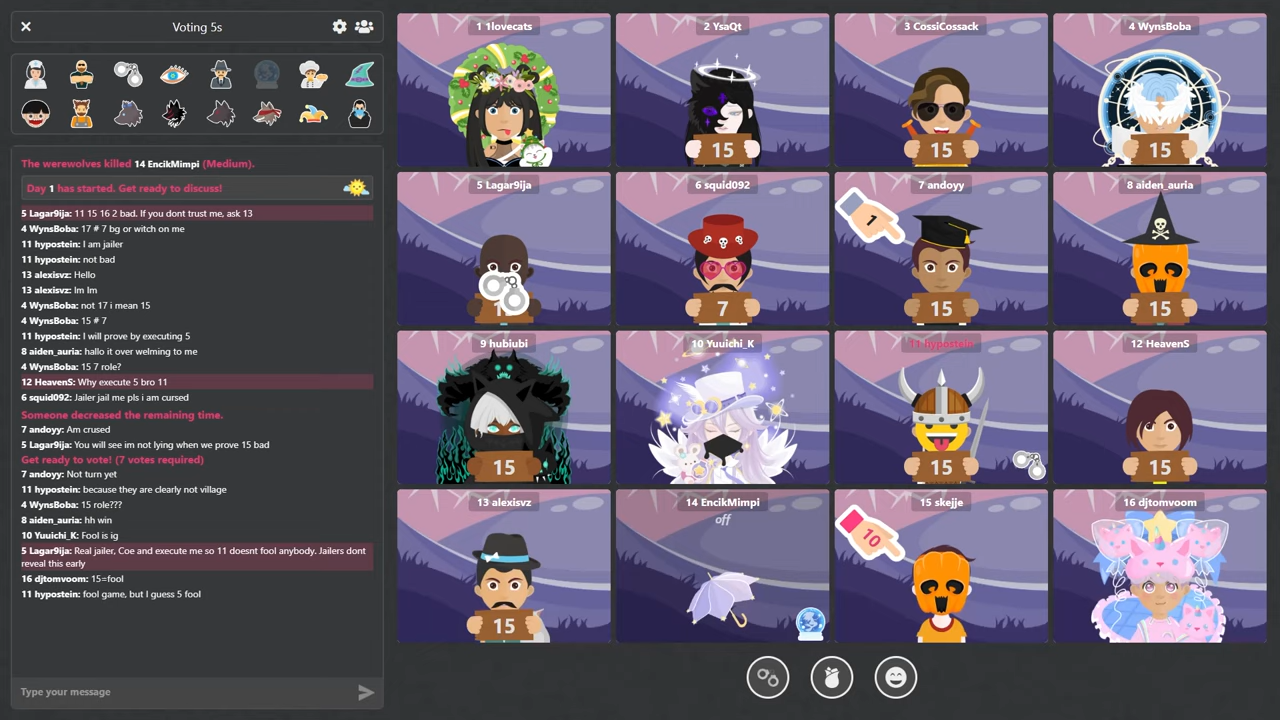 Voting 5s
The werewolves killed 14 EncikMimpi (Medium).
Day 1 has started. Get ready to discuss!
5 Lagar9ija: 11 15 16 2 bad. If you dont trust me, ask 13
4 WynsBoba: 17 # 7 bg or witch on me
11 hypostein: I am jailer
11 hypostein: not bad
13 alexisvz: Hello
13 alexisvz: Im Im
4 WynsBoba: not 17 i mean 15
4 WynsBoba: 15 # 7
11 hypostein: I will prove by executing 5
8 aiden_auria: hallo it over welming to me
4 WynsBoba: 15 7 role?
12 HeavenS: Why execute 5 bro 11
6 squid092: Jailer jail me pls i am cursed
Someone decreased the remaining time.
7 andoyy: Am crused
5 Lagar9ija: You will see im not lying when we prove 15 bad
Get ready to vote! (7 votes required)
7 andoyy: Not turn yet
11 hypostein: because they are clearly not village
4 WynsBoba: 15 role???
8 aiden_auria: hh win
10 Yuuichi_K: Fool is ig
5 Lagar9ija: Real jailer, Coe and execute me so 11 doesnt fool anybody. Jailers dont
reveal this early
16 djtomvoom: 15=fool
11 hypostein: fool game, but I guess 5 fool
Type your message
1 1lovecats
2 YsaQt
15
3 CossiCossack
15
4 WynsBoba
15
5 Lagar9ija
6 squid092
7
7 andoyy
1
15
8 aiden_auria
15
9 hubiubi
15
10 Yuuichi_K
11 hypostein
15
12 HeavenS
15
13 alexisvz
15
14 EncikMimpi
off
15 skejje
10
16 djtomvoom